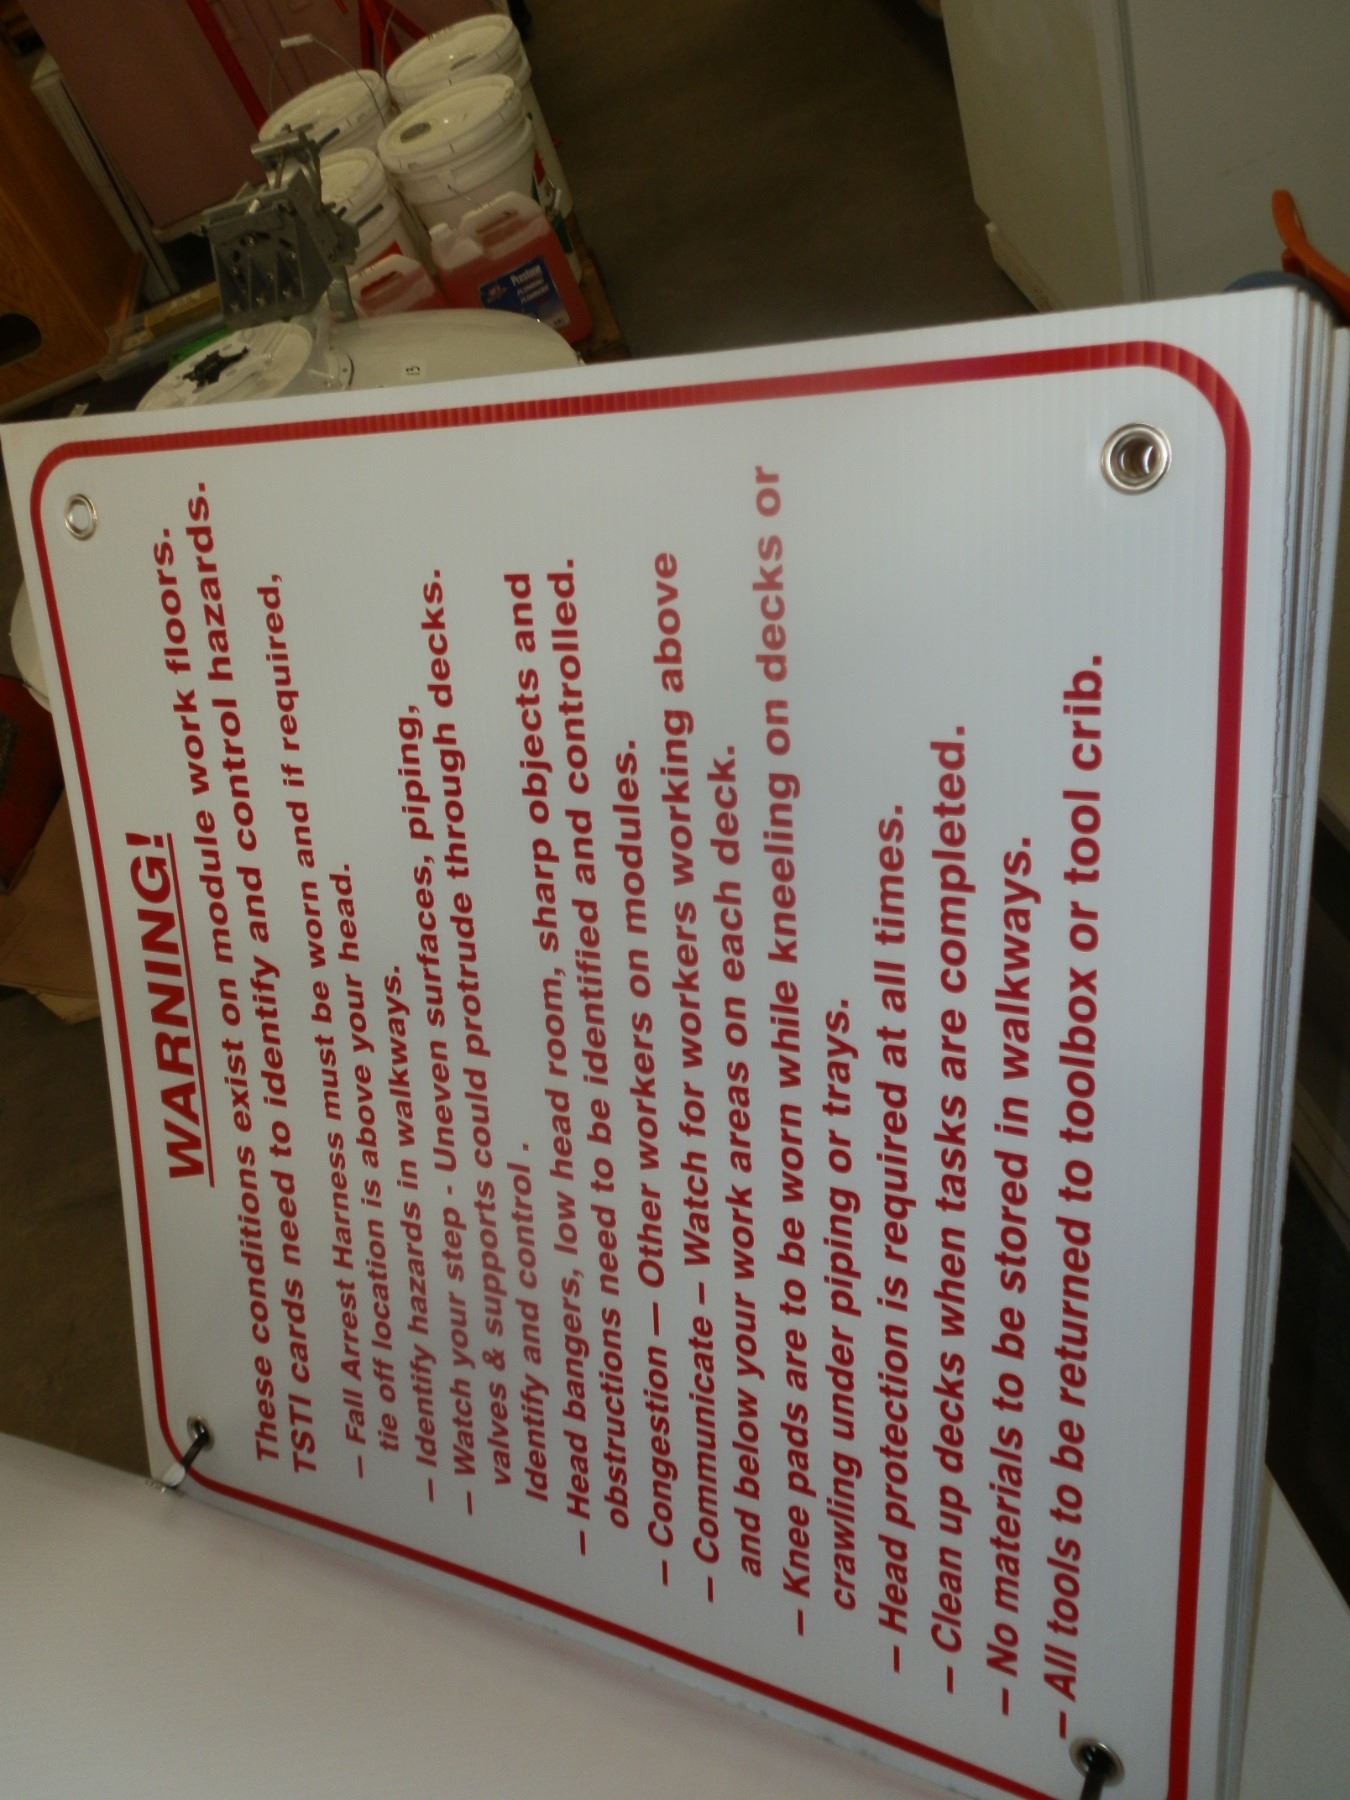 WARNING!
These conditions exist on module work floors.
TSTI cards need to identify and control hazards.
– Fall Arrest Harness must be worn and if required,
tie off location is above your head.
– Identify hazards in walkways.
– Watch your step - Uneven surfaces, piping,
valves & supports could protrude through decks.
Identify and control .
– Head bangers, low head room, sharp objects and
obstructions need to be identified and controlled.
– Congestion – Other workers on modules.
– Communicate – Watch for workers working above
and below your work areas on each deck.
– Knee pads are to be worn while kneeling on decks or
crawling under piping or trays.
– Head protection is required at all times.
– Clean up decks when tasks are completed.
– No materials to be stored in walkways.
– All tools to be returned to toolbox or tool crib.
Prestone
PLUMBING
13